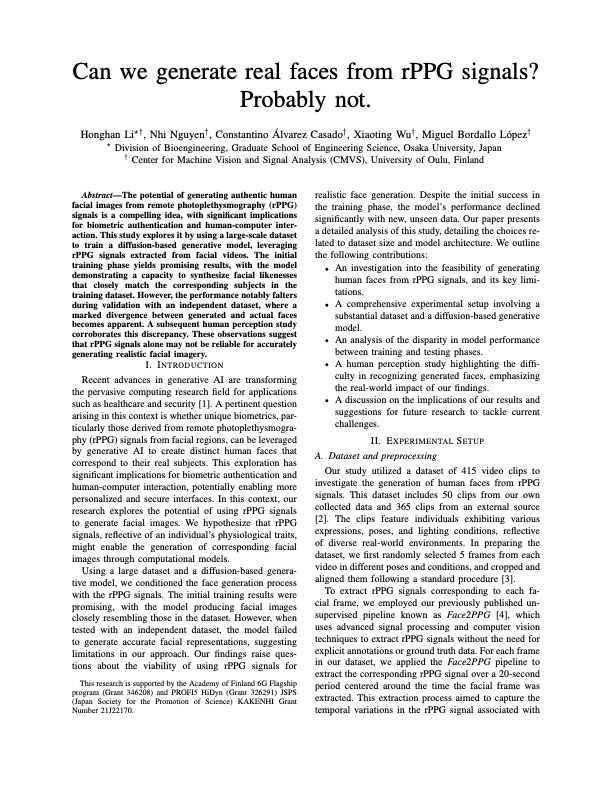 Can we generate real faces from rPPG signals?
Probably not.
Honghan Li⋆†, Nhi Nguyen†, Constantino Álvarez Casado†, Xiaoting Wu†, Miguel Bordallo López†
⋆ Division of Bioengineering, Graduate School of Engineering Science, Osaka University, Japan
† Center for Machine Vision and Signal Analysis (CMVS), University of Oulu, Finland
Abstract—The potential of generating authentic human
facial images from remote photoplethysmography (rPPG)
signals is a compelling idea, with significant implications
for biometric authentication and human-computer inter-
action. This study explores it by using a large-scale dataset
to train a diffusion-based generative model, leveraging
rPPG signals extracted from facial videos. The initial
training phase yields promising results, with the model
demonstrating a capacity to synthesize facial likenesses
that closely match the corresponding subjects in the
training dataset. However, the performance notably falters
during validation with an independent dataset, where a
marked divergence between generated and actual faces
becomes apparent. A subsequent human perception study
corroborates this discrepancy. These observations suggest
that rPPG signals alone may not be reliable for accurately
generating realistic facial imagery.
I. Introduction
Recent advances in generative AI are transforming
the pervasive computing research field for applications
such as healthcare and security [1]. A pertinent question
arising in this context is whether unique biometrics, par-
ticularly those derived from remote photoplethysmogra-
phy (rPPG) signals from facial regions, can be leveraged
by generative AI to create distinct human faces that
correspond to their real subjects. This exploration has
significant implications for biometric authentication and
human-computer interaction, potentially enabling more
personalized and secure interfaces. In this context, our
research explores the potential of using rPPG signals
to generate facial images. We hypothesize that rPPG
signals, reflective of an individual's physiological traits,
might enable the generation of corresponding facial
images through computational models.
Using a large dataset and a diffusion-based genera-
tive model, we conditioned the face generation process
with the rPPG signals. The initial training results were
promising, with the model producing facial images
closely resembling those in the dataset. However, when
tested with an independent dataset, the model failed
to generate accurate facial representations, suggesting
limitations in our approach. Our findings raise ques-
tions about the viability of using rPPG signals for
This research is supported by the Academy of Finland 6G Flagship
program (Grant 346208) and PROFI5 HiDyn (Grant 326291) JSPS
(Japan Society for the Promotion of Science) KAKENHI Grant
Number 21J22170.
realistic face generation. Despite the initial success in
the training phase, the model's performance declined
significantly with new, unseen data. Our paper presents
a detailed analysis of this study, detailing the choices re-
lated to dataset size and model architecture. We outline
the following contributions:
• An investigation into the feasibility of generating
human faces from rPPG signals, and its key limi-
tations.
• A comprehensive experimental setup involving a
substantial dataset and a diffusion-based generative
model.
• An analysis of the disparity in model performance
between training and testing phases.
• A human perception study highlighting the diffi-
culty in recognizing generated faces, emphasizing
the real-world impact of our findings.
• A discussion on the implications of our results and
suggestions for future research to tackle current
challenges.
II. Experimental Setup
A. Dataset and preprocessing
Our study utilized a dataset of 415 video clips to
investigate the generation of human faces from rPPG
signals. This dataset includes 50 clips from our own
collected data and 365 clips from an external source
[2]. The clips feature individuals exhibiting various
expressions, poses, and lighting conditions, reflective
of diverse real-world environments. In preparing the
dataset, we first randomly selected 5 frames from each
video in different poses and conditions, and cropped and
aligned them following a standard procedure [3].
To extract rPPG signals corresponding to each fa-
cial frame, we employed our previously published un-
supervised pipeline known as Face2PPG [4], which
uses advanced signal processing and computer vision
techniques to extract rPPG signals without the need for
explicit annotations or ground truth data. For each frame
in our dataset, we applied the Face2PPG pipeline to
extract the corresponding rPPG signal over a 20-second
period centered around the time the facial frame was
extracted. This extraction process aimed to capture the
temporal variations in the rPPG signal associated with